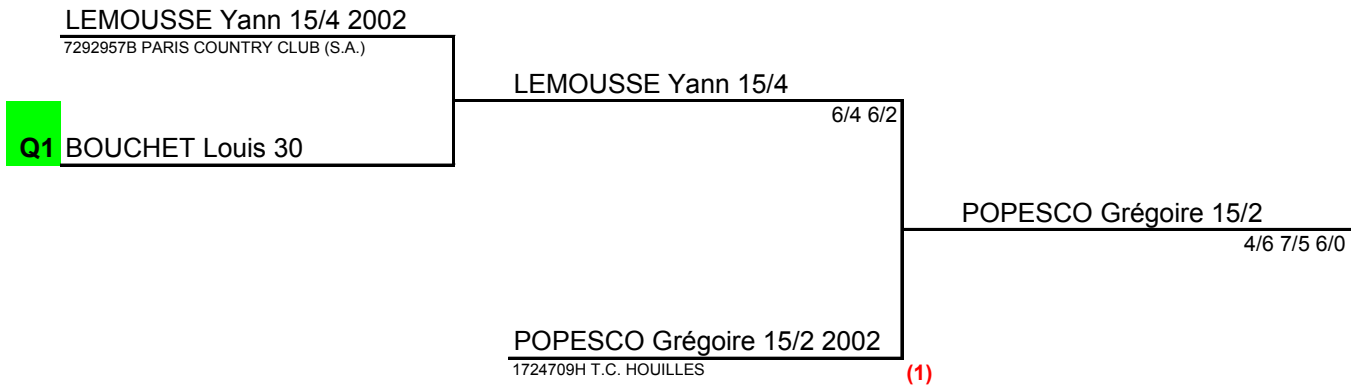 LEMOUSSE Yann 15/4 2002
7292957B PARIS COUNTRY CLUB (S.A.)
LEMOUSSE Yann 15/4
6/4 6/2
Q1 BOUCHET Louis 30
POPESCO Grégoire 15/2
4/6 7/5 6/0
POPESCO Grégoire 15/2 2002
1724709H T.C. HOUILLES
(1)